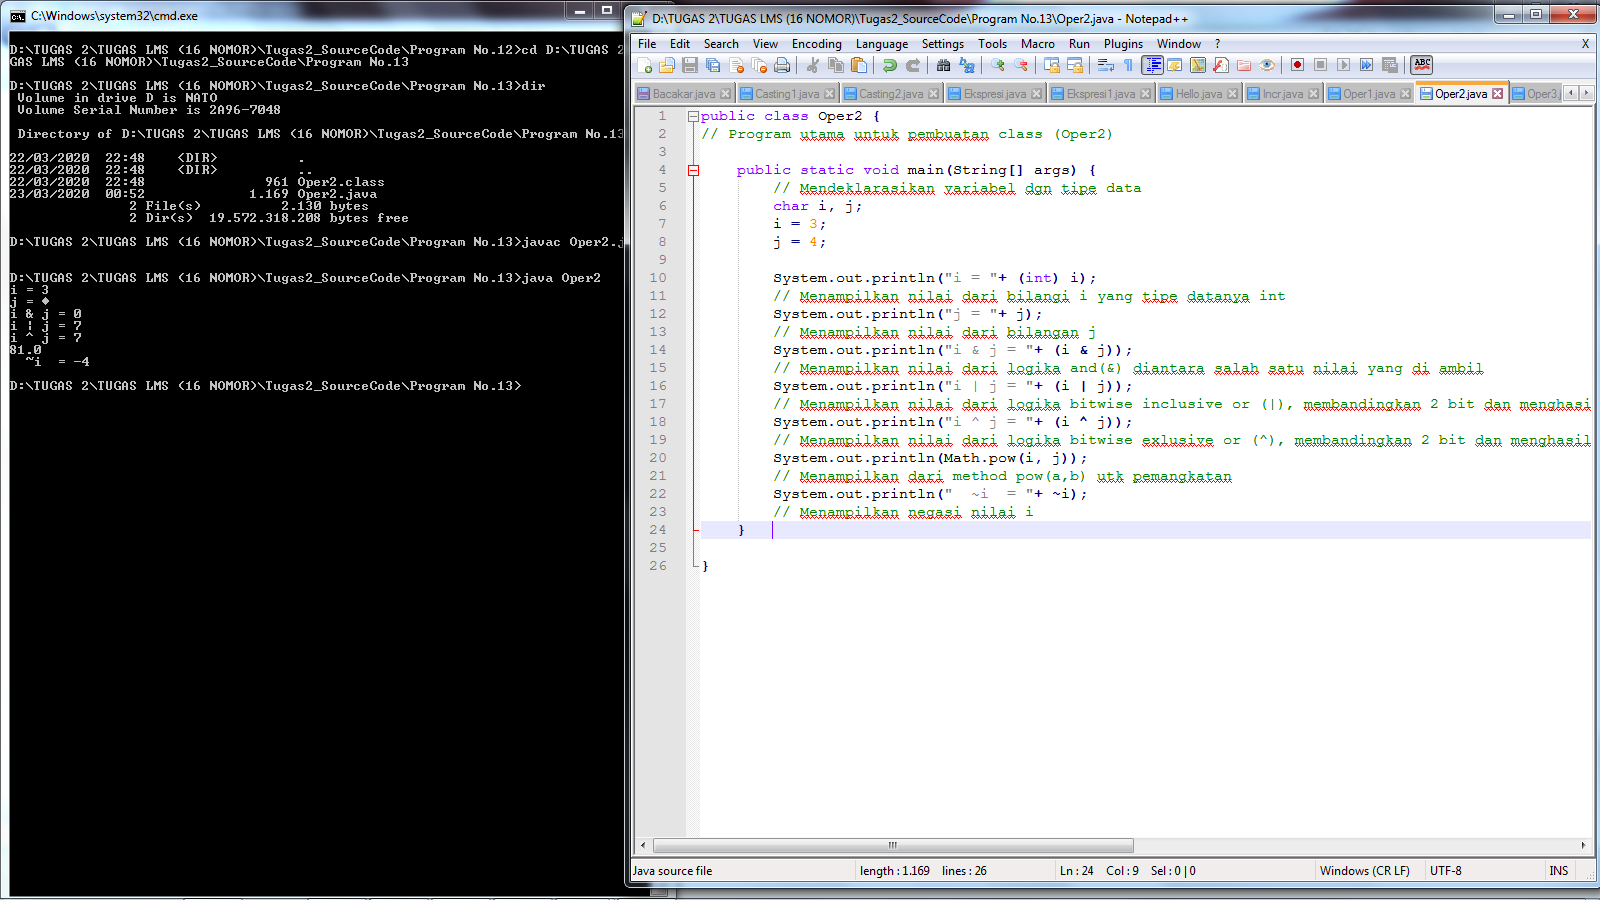 C:\Windows\system32\cmd.exe
D:\TUGAS 2\TUGAS LMS (16 NOMOR)\Tugas2_SourceCode\Program No.12>cd D:\TUGAS 2
GAS LMS (16 NOMOR)\Tugas2_SourceCode\Program No.13
D:\TUGAS 2\TUGAS LMS (16 NOMOR)\Tugas2_SourceCode\Program No.13>dir
Volume in drive D is NATO
Volume Serial Number is 2A96-7048
Directory of D:\TUGAS 2\TUGAS LMS (16 NOMOR)\Tugas2_SourceCode\Program No.13
22/03/2020 22:48 <DIR> .
22/03/2020 22:48 <DIR> ..
22/03/2020 22:48 961 Oper2.class
23/03/2020 00:52 1.169 Oper2.java
2 File(s) 2.130 bytes
2 Dir(s) 19.572.318.208 bytes free
D:\TUGAS 2\TUGAS LMS (16 NOMOR)\Tugas2_SourceCode\Program No.13>javac Oper2.j
D:\TUGAS 2\TUGAS LMS (16 NOMOR)\Tugas2_SourceCode\Program No.13>java Oper2
i = 3
j = ♦
i & j = 0
i | j = 7
i ^ j = 7
81.0
~i = -4
D:\TUGAS 2\TUGAS LMS (16 NOMOR)\Tugas2_SourceCode\Program No.13>
D:\TUGAS 2\TUGAS LMS (16 NOMOR)\Tugas2_SourceCode\Program No.13\Oper2.java - Notepad++
File Edit Search View Encoding Language Settings Tools Macro Run Plugins Window ? X
ABC
Bacakar.java Casting1.java Casting2.java Ekspresi.java Ekspresi1.java Hello.java Incr.java Oper1.java Oper2.java Oper3.j
1 public class Oper2 {
2 // Program utama untuk pembuatan class (Oper2)
3
4 public static void main(String[] args) {
5 // Mendeklarasikan variabel dgn tipe data
6 char i, j;
7 i = 3;
8 j = 4;
9
10 System.out.println("i = "+ (int) i);
11 // Menampilkan nilai dari bilangi i yang tipe datanya int
12 System.out.println("j = "+ j);
13 // Menampilkan nilai dari bilangan j
14 System.out.println("i & j = "+ (i & j));
15 // Menampilkan nilai dari logika and(&) diantara salah satu nilai yang di ambil
16 System.out.println("i | j = "+ (i | j));
17 // Menampilkan nilai dari logika bitwise inclusive or (|), membandingkan 2 bit dan menghasi
18 System.out.println("i ^ j = "+ (i ^ j));
19 // Menampilkan nilai dari logika bitwise exlusive or (^), membandingkan 2 bit dan menghasil
20 System.out.println(Math.pow(i, j));
21 // Menampilkan dari method pow(a,b) utk pemangkatan
22 System.out.println("  ~i  = "+ ~i);
23 // Menampilkan negasi nilai i
24 }
25
26 }
Java source file length : 1.169 lines : 26 Ln : 24 Col : 9 Sel : 0 | 0 Windows (CR LF) UTF-8 INS